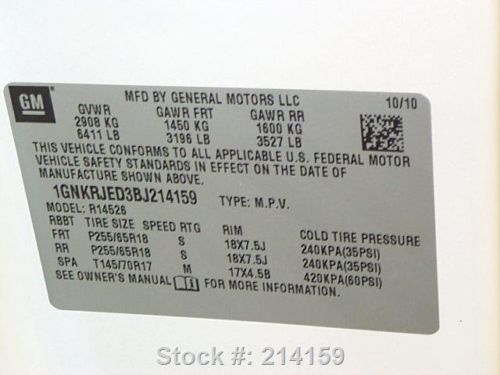 GM
MFD BY GENERAL MOTORS LLC 10/10
GVWR GAWR FRT GAWR RR
2908 KG 1450 KG 1600 KG
6411 LB 3196 LB 3527 LB
THIS VEHICLE CONFORMS TO ALL APPLICABLE U.S. FEDERAL MOTOR
VEHICLE SAFETY STANDARDS IN EFFECT ON THE DATE OF
MANUFACTURE SHOWN ABOVE.
1GNKRJED3BJ214159 TYPE: M.P.V.
MODEL: R14526
RBBT TIRE SIZE SPEED RTG RIM COLD TIRE PRESSURE
FRT P255/65R18 S 18X7.5J 240KPA(35PSI)
RR P255/65R18 S 18X7.5J 240KPA(35PSI)
SPA T145/70R17 M 17X4.5B 420KPA(60PSI)
SEE OWNER'S MANUAL FOR MORE INFORMATION.
Stock #: 214159